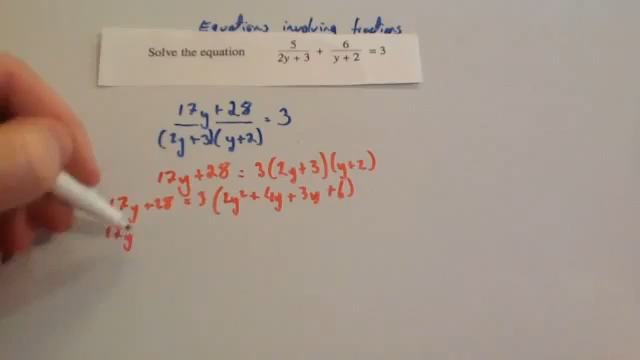 Equations involving fractions
Solve the equation 5/(2y + 3) + 6/(y + 2) = 3
(17y + 28)/((2y+3)(y+2)) = 3
17y + 28 = 3(2y+3)(y+2)
17y + 28 = 3(2y² + 4y + 3y + 6)
17y